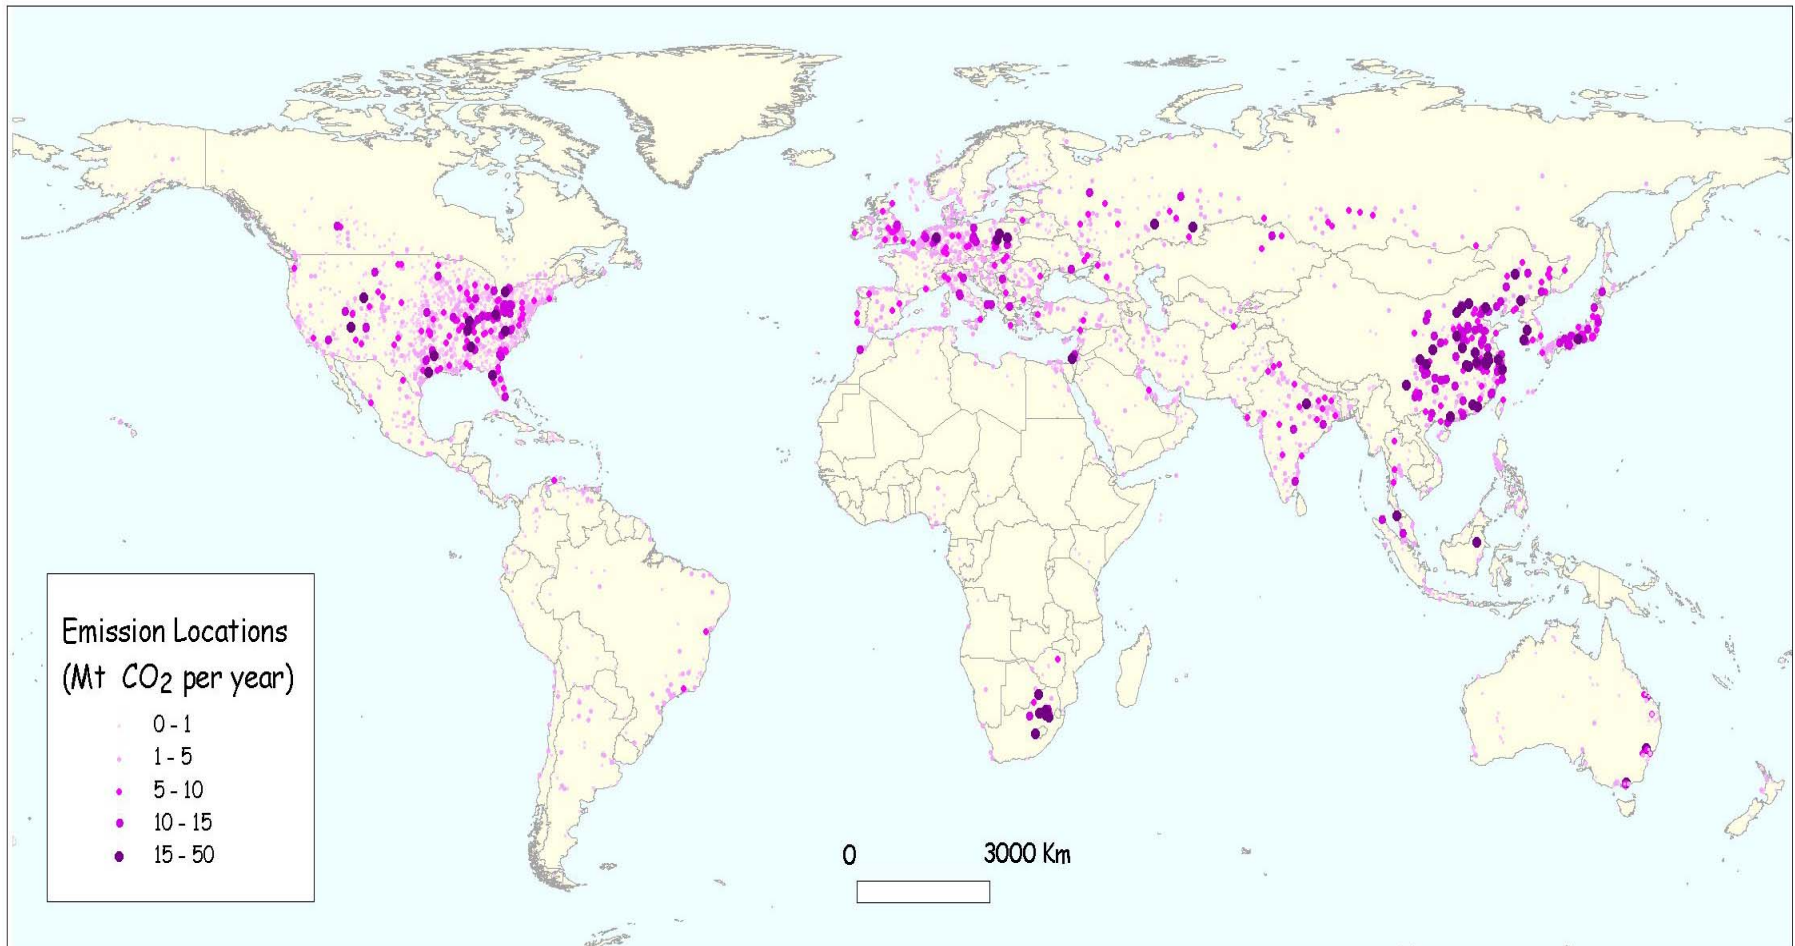 Emission Locations
(Mt CO₂ per year)
0 - 1
1 - 5
5 - 10
10 - 15
15 - 50
0 3000 Km